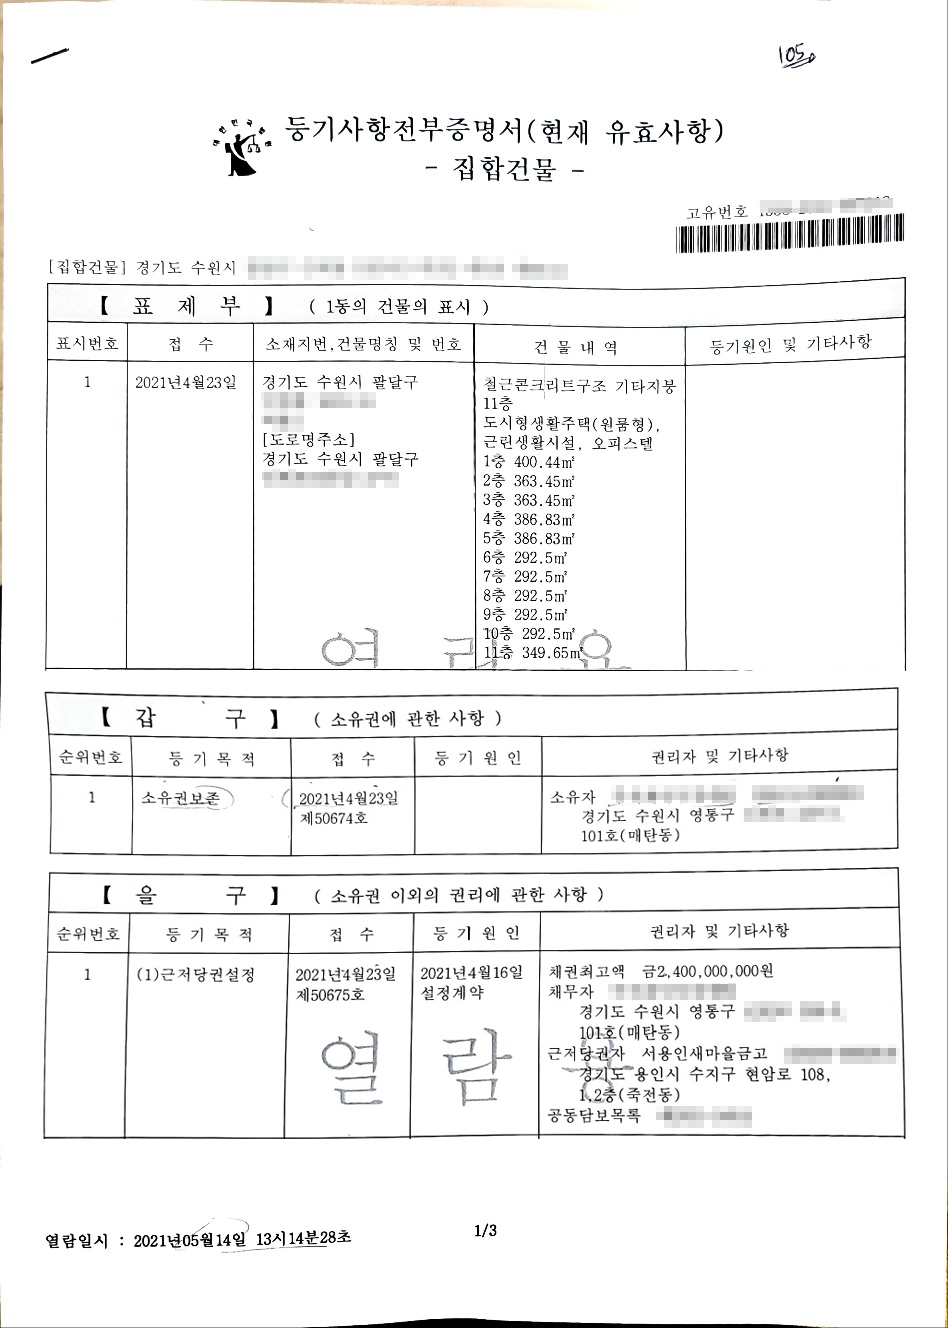 105
대한민국법원
등기사항전부증명서(현재 유효사항)
- 집합건물 -
고유번호
[집합건물] 경기도 수원시
【 표 제 부 】 ( 1동의 건물의 표시 )
표시번호 접 수 소재지번,건물명칭 및 번호 건 물 내 역 등기원인 및 기타사항
1 2021년4월23일 경기도 수원시 팔달구 철근콘크리트구조 기타지붕
11층
도시형생활주택(원룸형),
[도로명주소] 근린생활시설, 오피스텔
경기도 수원시 팔달구 1층 400.44㎡
2층 363.45㎡
3층 363.45㎡
4층 386.83㎡
5층 386.83㎡
6층 292.5㎡
7층 292.5㎡
8층 292.5㎡
9층 292.5㎡
10층 292.5㎡
11층 349.65㎡
【 갑 구 】 ( 소유권에 관한 사항 )
순위번호 등 기 목 적 접 수 등 기 원 인 권리자 및 기타사항
1 소유권보존 2021년4월23일 소유자
제50674호 경기도 수원시 영통구
101호(매탄동)
【 을 구 】 ( 소유권 이외의 권리에 관한 사항 )
순위번호 등 기 목 적 접 수 등 기 원 인 권리자 및 기타사항
1 (1)근저당권설정 2021년4월23일 2021년4월16일 채권최고액 금2,400,000,000원
제50675호 설정계약 채무자
경기도 수원시 영통구
101호(매탄동)
근저당권자 서용인새마을금고
경기도 용인시 수지구 현암로 108,
1,2층(죽전동)
공동담보목록
열 람 용
열람일시 : 2021년05월14일 13시14분28초
1/3